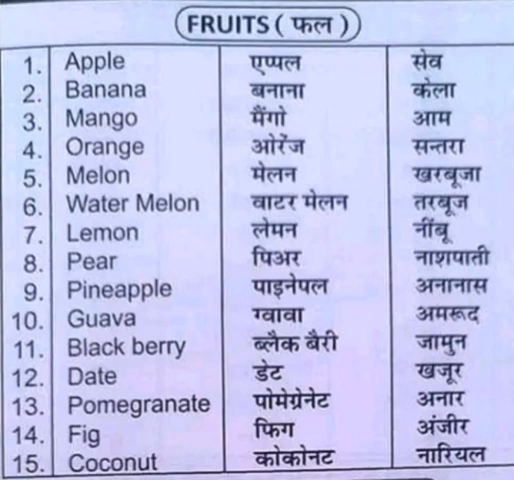 FRUITS ( फल )
1. Apple एप्पल सेव
2. Banana बनाना केला
3. Mango मैंगो आम
4. Orange ओरेंज सन्तरा
5. Melon मेलन खरबूजा
6. Water Melon वाटर मेलन तरबूज
7. Lemon लेमन नींबू
8. Pear पिअर नाशपाती
9. Pineapple पाइनेपल अनानास
10. Guava ग्वावा अमरूद
11. Black berry ब्लैक बैरी जामुन
12. Date डेट खजूर
13. Pomegranate पोमेग्रेनेट अनार
14. Fig फिग अंजीर
15. Coconut कोकोनट नारियल